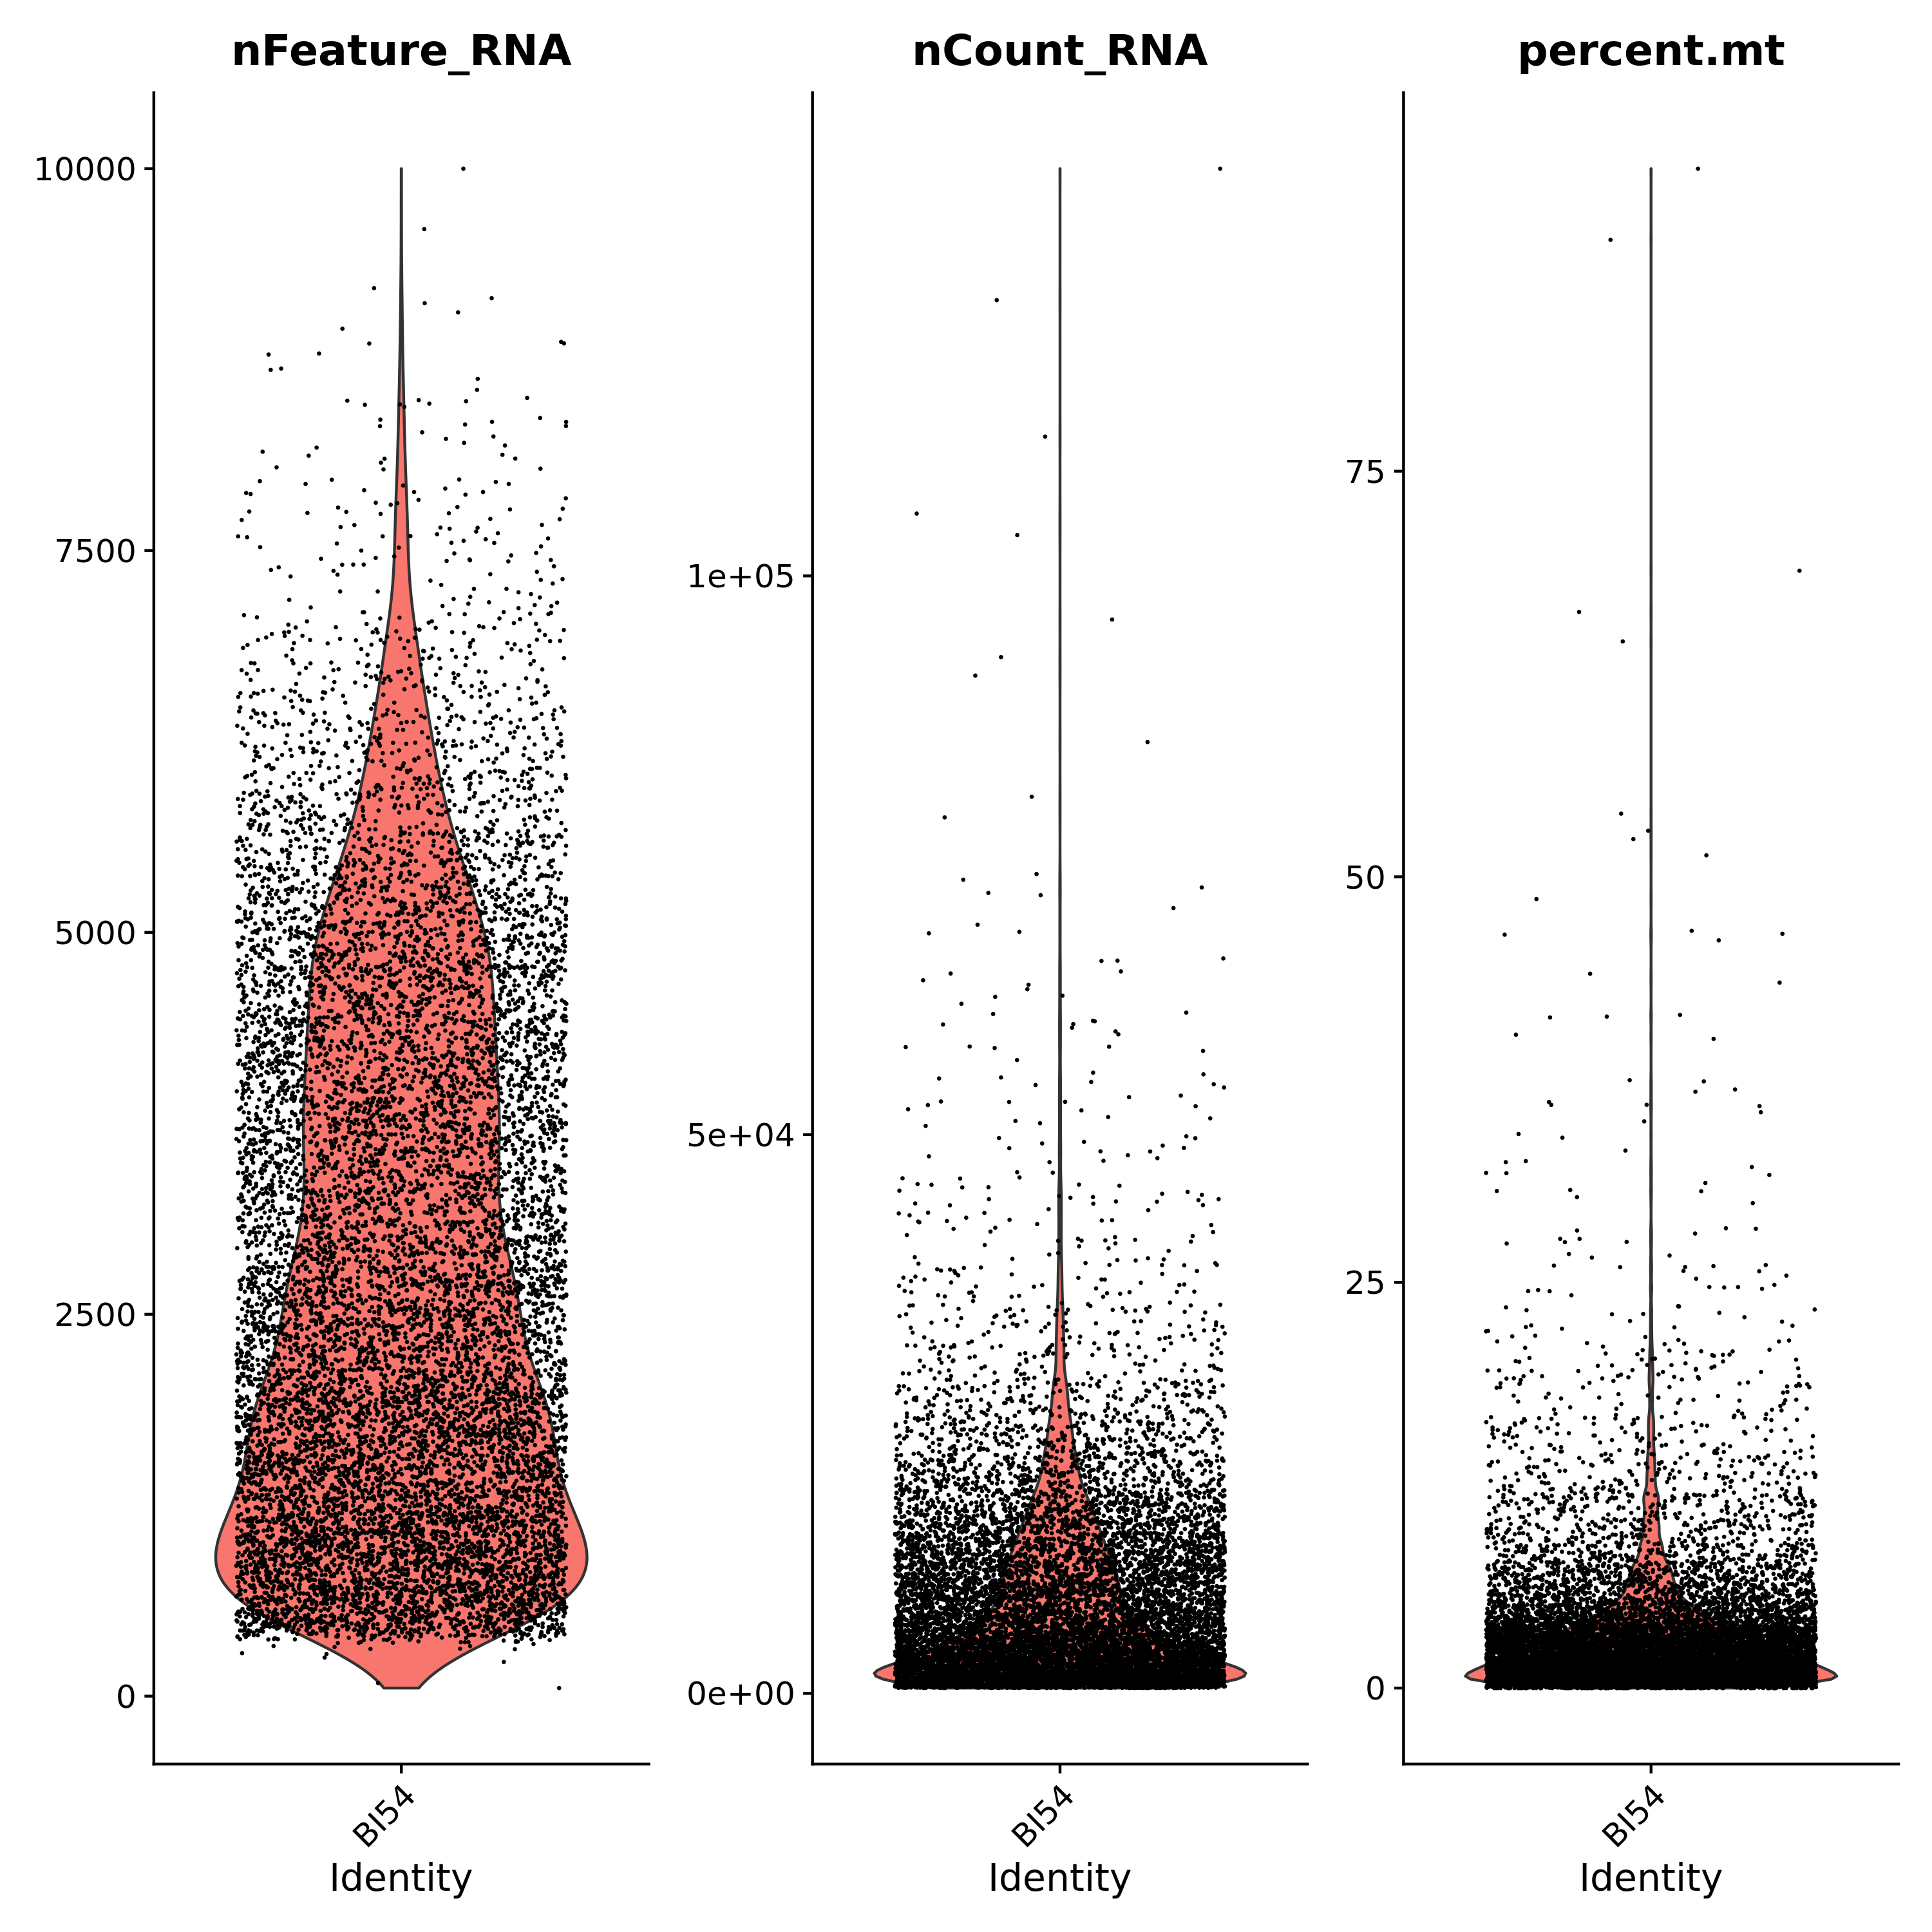 nFeature_RNA
10000
7500
5000
2500
0
BI54
Identity
nCount_RNA
1e+05
5e+04
0e+00
BI54
Identity
percent.mt
75
50
25
0
BI54
Identity